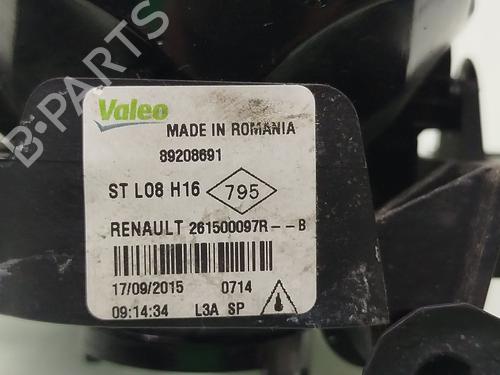 B-PARTS
Valeo
MADE IN ROMANIA
89208691
ST L08 H16 795
RENAULT 261500097R--B
17/09/2015 0714
09:14:34 L3A SP